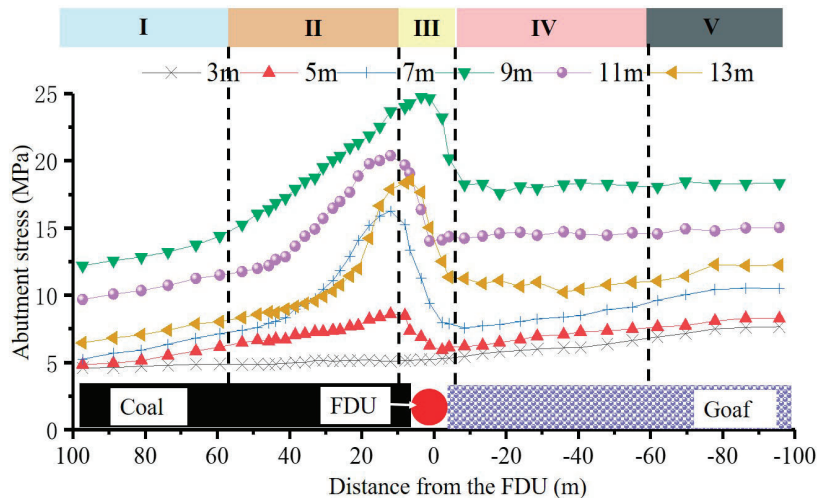 I II III IV V
3m 5m 7m 9m 11m 13m
Abutment stress (MPa)
25
20
15
10
5
0
Coal FDU Goaf
100 80 60 40 20 0 -20 -40 -60 -80 -100
Distance from the FDU (m)